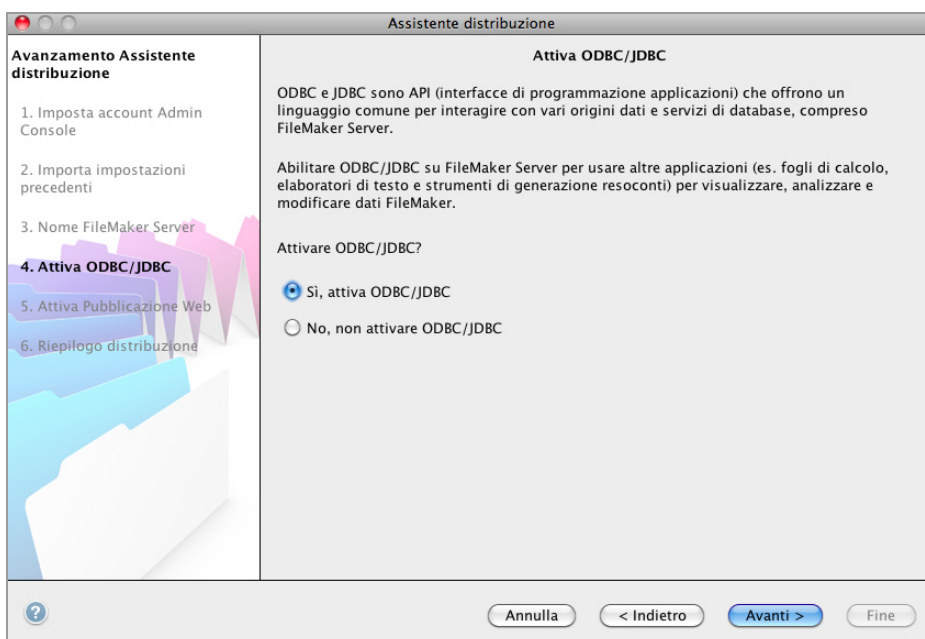 Assistente distribuzione
Avanzamento Assistente
distribuzione
1. Imposta account Admin
Console
2. Importa impostazioni
precedenti
3. Nome FileMaker Server
4. Attiva ODBC/JDBC
5. Attiva Pubblicazione Web
6. Riepilogo distribuzione
Attiva ODBC/JDBC
ODBC e JDBC sono API (interfacce di programmazione applicazioni) che offrono un
linguaggio comune per interagire con vari origini dati e servizi di database, compreso
FileMaker Server.
Abilitare ODBC/JDBC su FileMaker Server per usare altre applicazioni (es. fogli di calcolo,
elaboratori di testo e strumenti di generazione resoconti) per visualizzare, analizzare e
modificare dati FileMaker.
Attivare ODBC/JDBC?
Sì, attiva ODBC/JDBC
No, non attivare ODBC/JDBC
?
Annulla
< Indietro
Avanti >
Fine